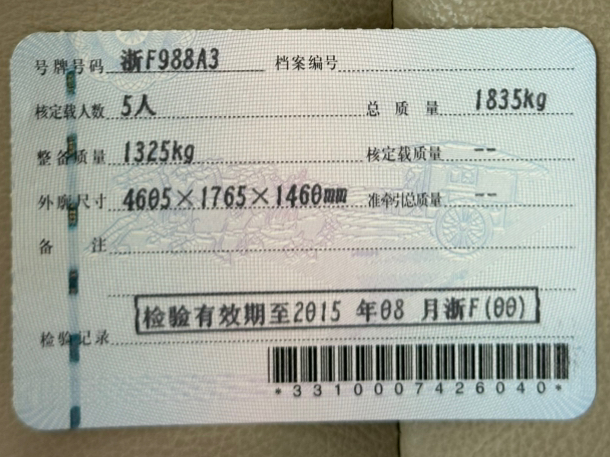 号牌号码 浙F988A3 档案编号
核定载人数 5人 总质量 1835kg
整备质量 1325kg 核定载质量 --
外廓尺寸 4605×1765×1460mm 准牵引总质量 --
备注
检验有效期至2015 年08 月浙F(00)
检验记录
*3310007426040*